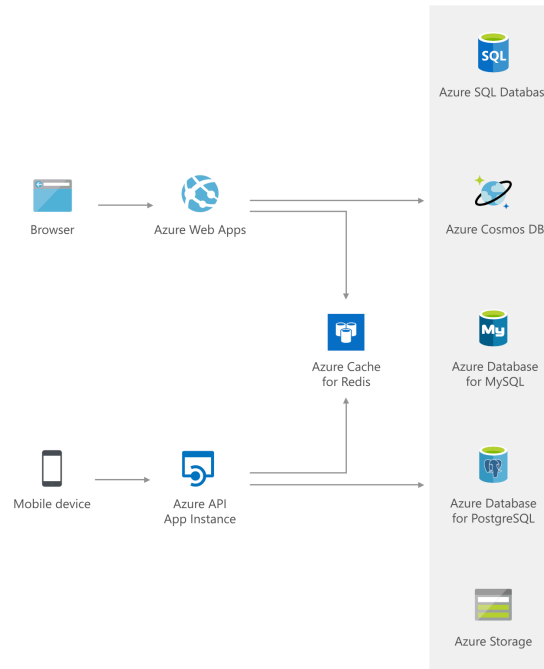 SQL
Azure SQL Databas
Browser
Azure Web Apps
Azure Cosmos DB
Azure Cache
for Redis
My
Azure Database
for MySQL
Mobile device
Azure API
App Instance
Azure Database
for PostgreSQL
Azure Storage